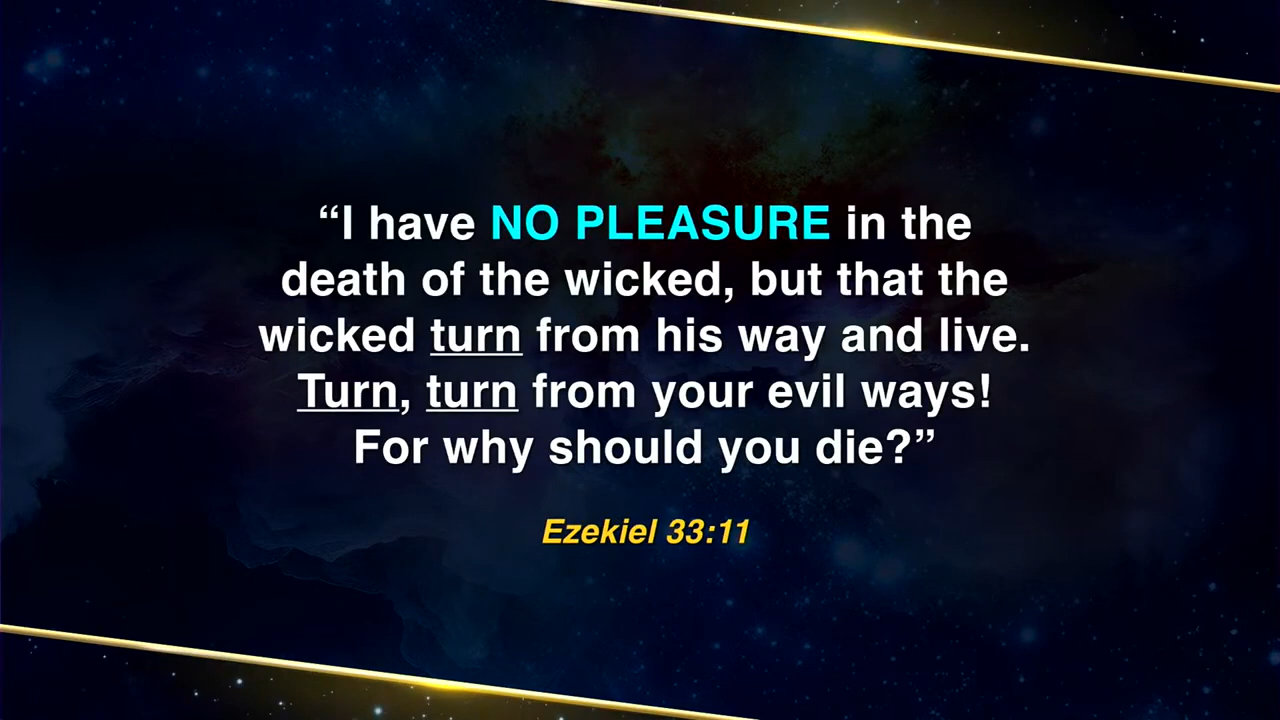 “I have NO PLEASURE in the
death of the wicked, but that the
wicked turn from his way and live.
Turn, turn from your evil ways!
For why should you die?”
Ezekiel 33:11